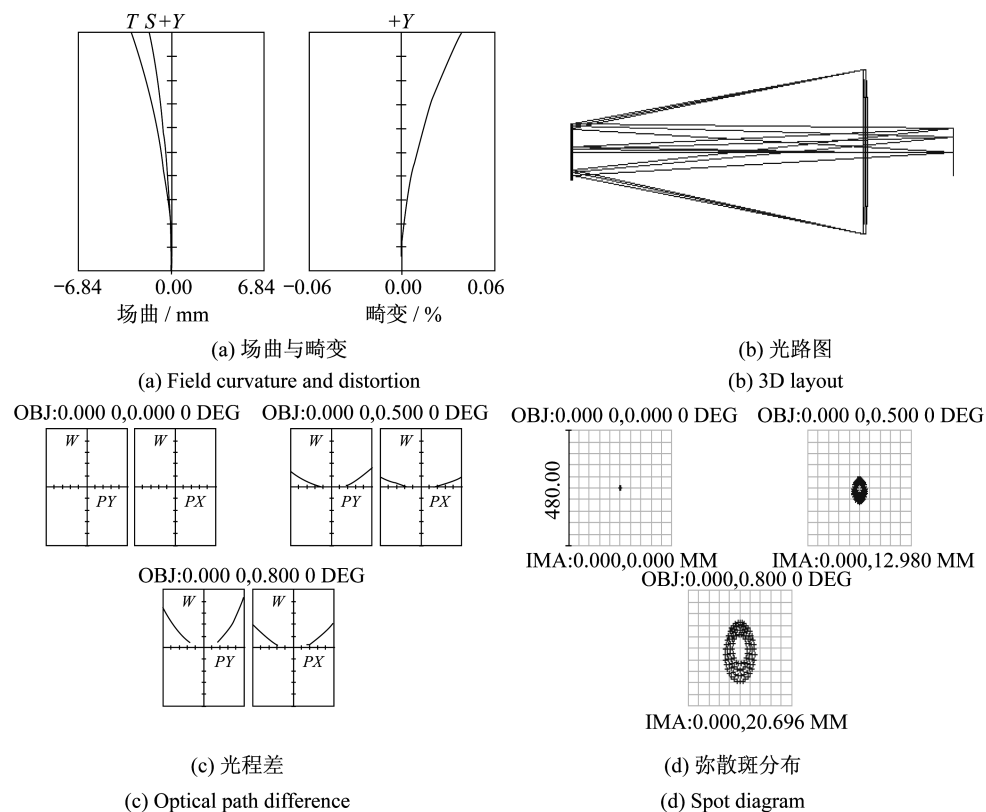 T S +Y
+Y
−6.84 0.00 6.84
−0.06 0.00 0.06
场曲 / mm
畸变 / %
(a) 场曲与畸变
(a) Field curvature and distortion
(b) 光路图
(b) 3D layout
OBJ:0.000 0,0.000 0 DEG
W
PY
W
PX
OBJ:0.000 0,0.500 0 DEG
W
PY
W
PX
OBJ:0.000 0,0.800 0 DEG
W
PY
W
PX
(c) 光程差
(c) Optical path difference
OBJ:0.000 0,0.000 0 DEG
480.00
IMA:0.000,0.000 MM
OBJ:0.000 0,0.500 0 DEG
IMA:0.000,12.980 MM
OBJ:0.000,0.800 0 DEG
IMA:0.000,20.696 MM
(d) 弥散斑分布
(d) Spot diagram